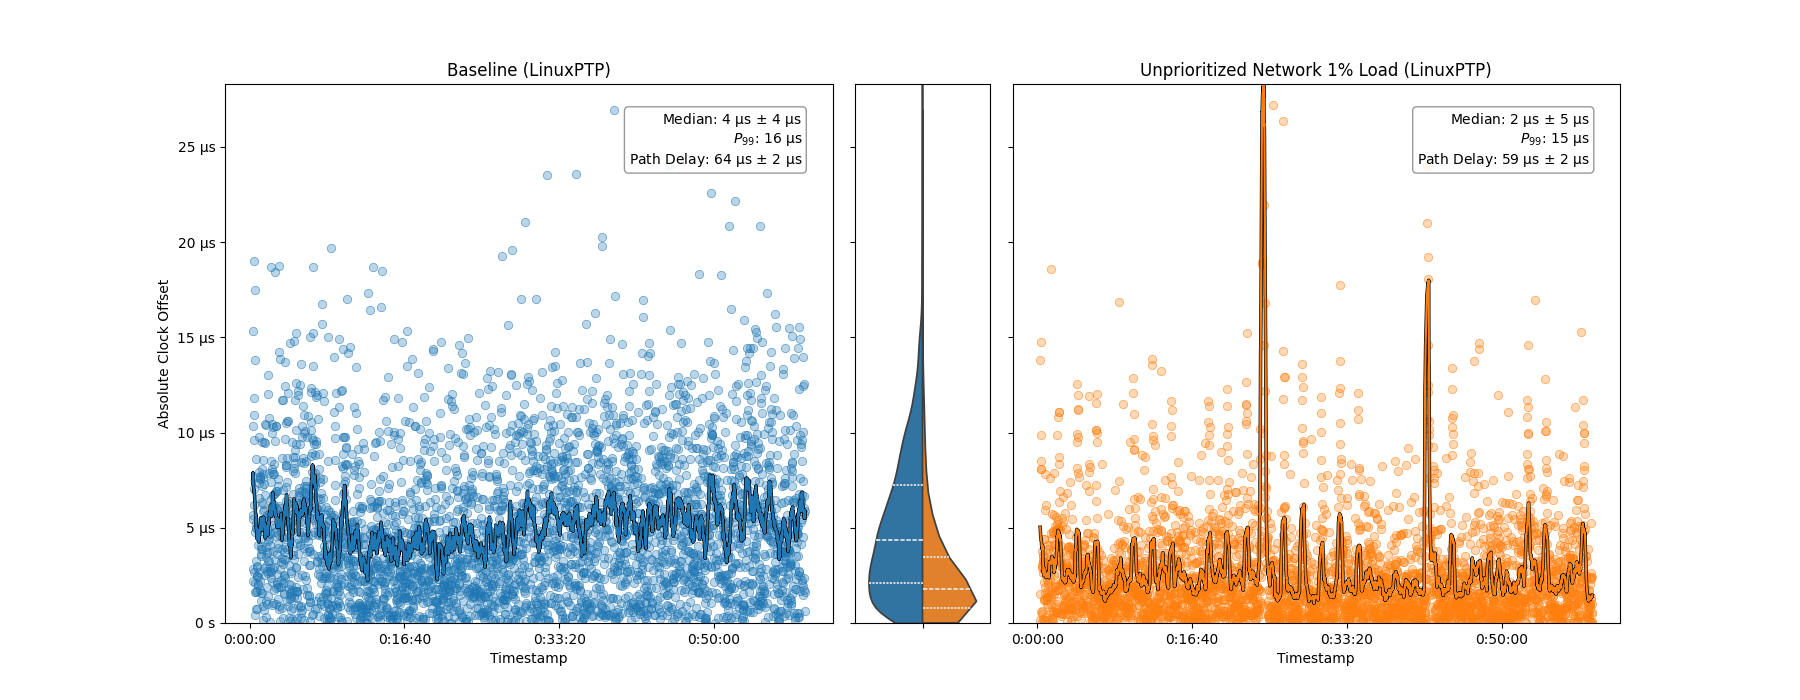 Baseline (LinuxPTP)
Unprioritized Network 1% Load (LinuxPTP)
Median: 4 µs ± 4 µs
P99: 16 µs
Path Delay: 64 µs ± 2 µs
Median: 2 µs ± 5 µs
P99: 15 µs
Path Delay: 59 µs ± 2 µs
Absolute Clock Offset
25 µs
20 µs
15 µs
10 µs
5 µs
0 s
0:00:00
0:16:40
0:33:20
0:50:00
0:00:00
0:16:40
0:33:20
0:50:00
Timestamp
Timestamp